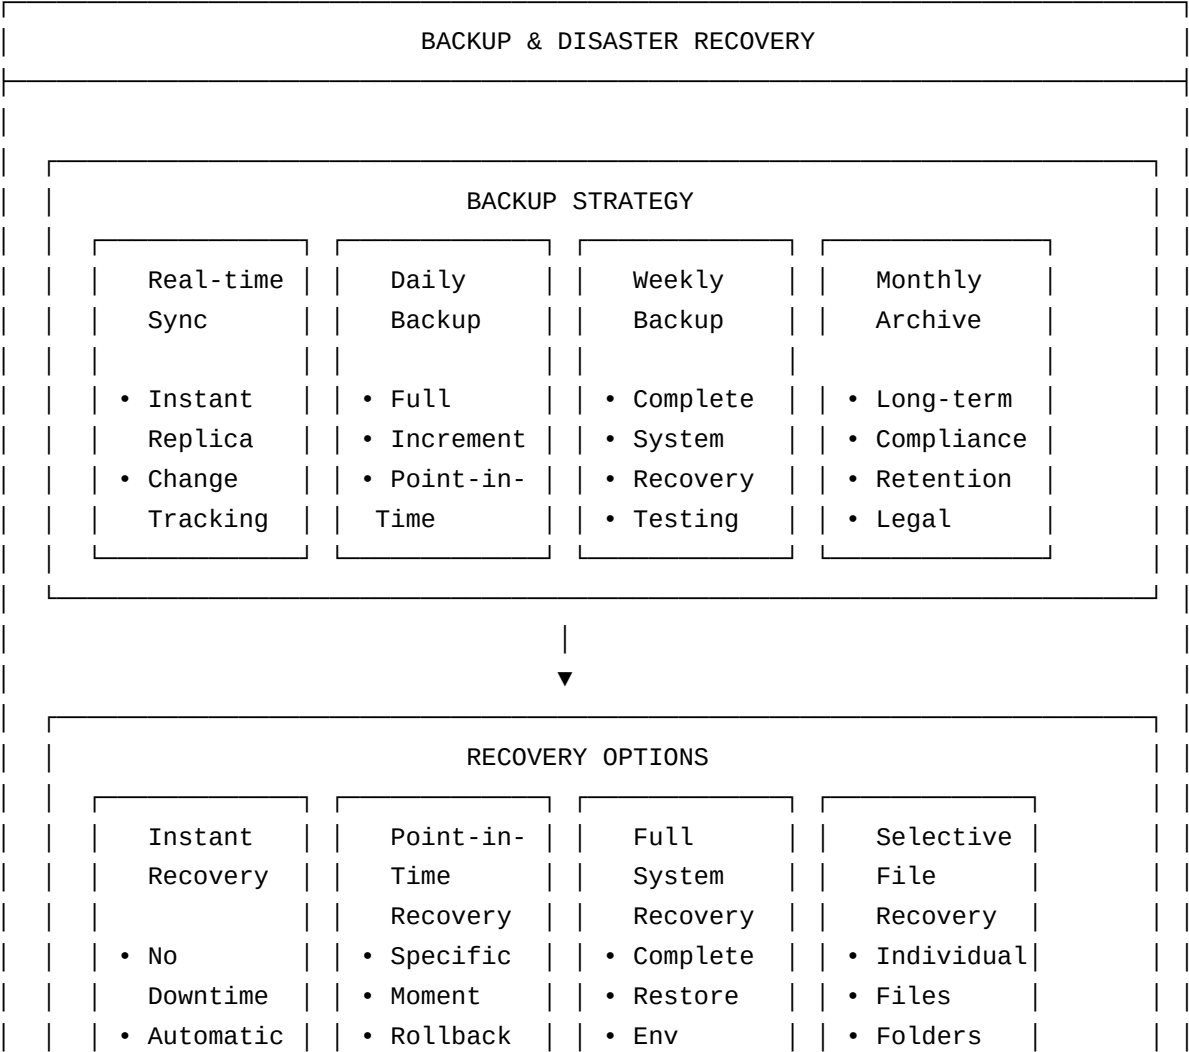 BACKUP & DISASTER RECOVERY
BACKUP STRATEGY
Real-time Daily Weekly Monthly
Sync Backup Backup Archive
• Instant • Full • Complete • Long-term
Replica • Increment • System • Compliance
• Change • Point-in- • Recovery • Retention
Tracking Time • Testing • Legal
▼
RECOVERY OPTIONS
Instant Point-in- Full Selective
Recovery Time System File
Recovery Recovery Recovery
• No • Specific • Complete • Individual
Downtime • Moment • Restore • Files
• Automatic • Rollback • Env • Folders